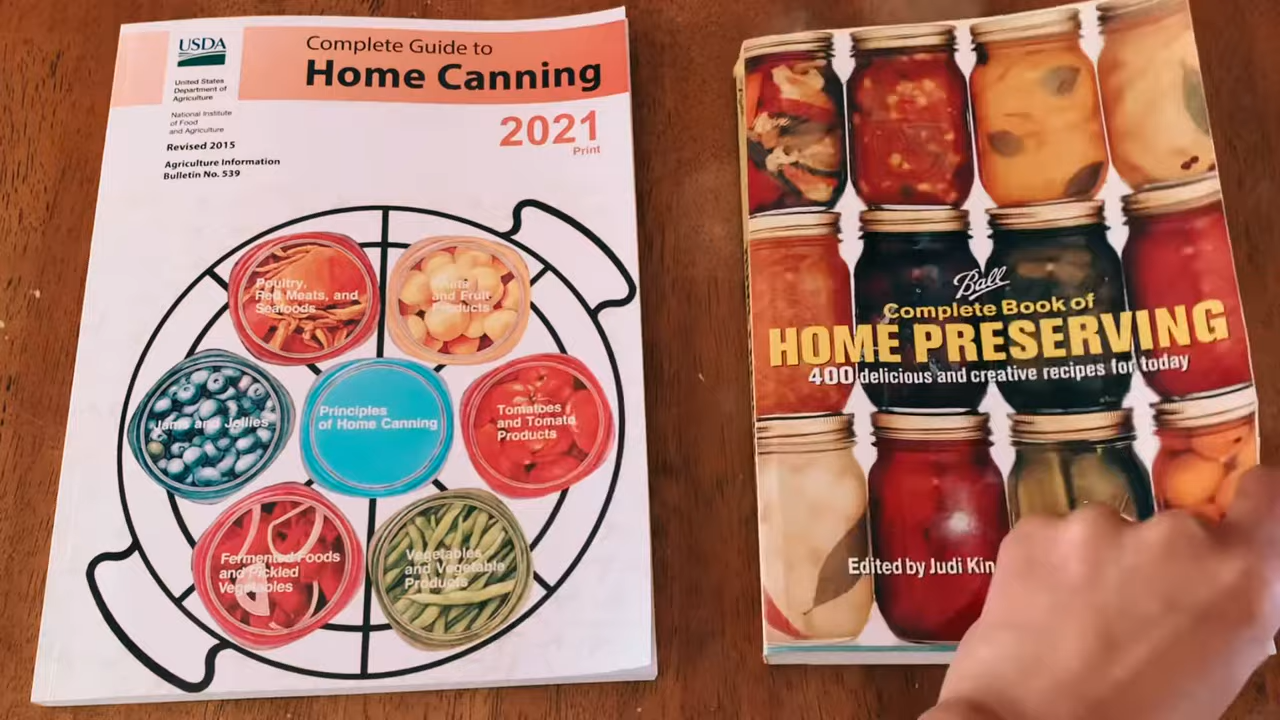 USDA
United States
Department of
Agriculture
National Institute
of Food
and Agriculture
Revised 2015
Agriculture Information
Bulletin No. 539
Complete Guide to
Home Canning
2021
Print
Poultry,
Red Meats, and
Seafoods
Fruits
and Fruit
Products
Jams and Jellies
Principles
of Home Canning
Tomatoes
and Tomato
Products
Fermented Foods
and Pickled
Vegetables
Vegetables
and Vegetable
Products
Ball
Complete Book of
HOME PRESERVING
400 delicious and creative recipes for today
Edited by Judi Kin